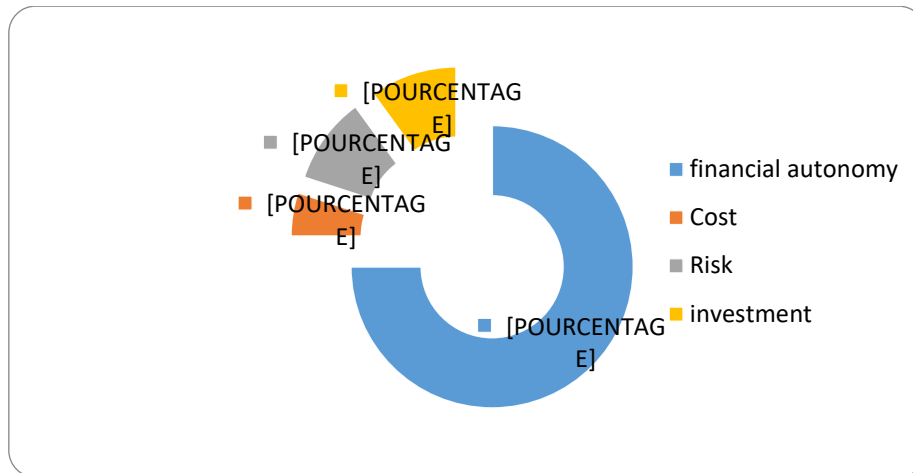 [POURCENTAG
E]
[POURCENTAG
E]
[POURCENTAG
E]
[POURCENTAG
E]
financial autonomy
Cost
Risk
investment